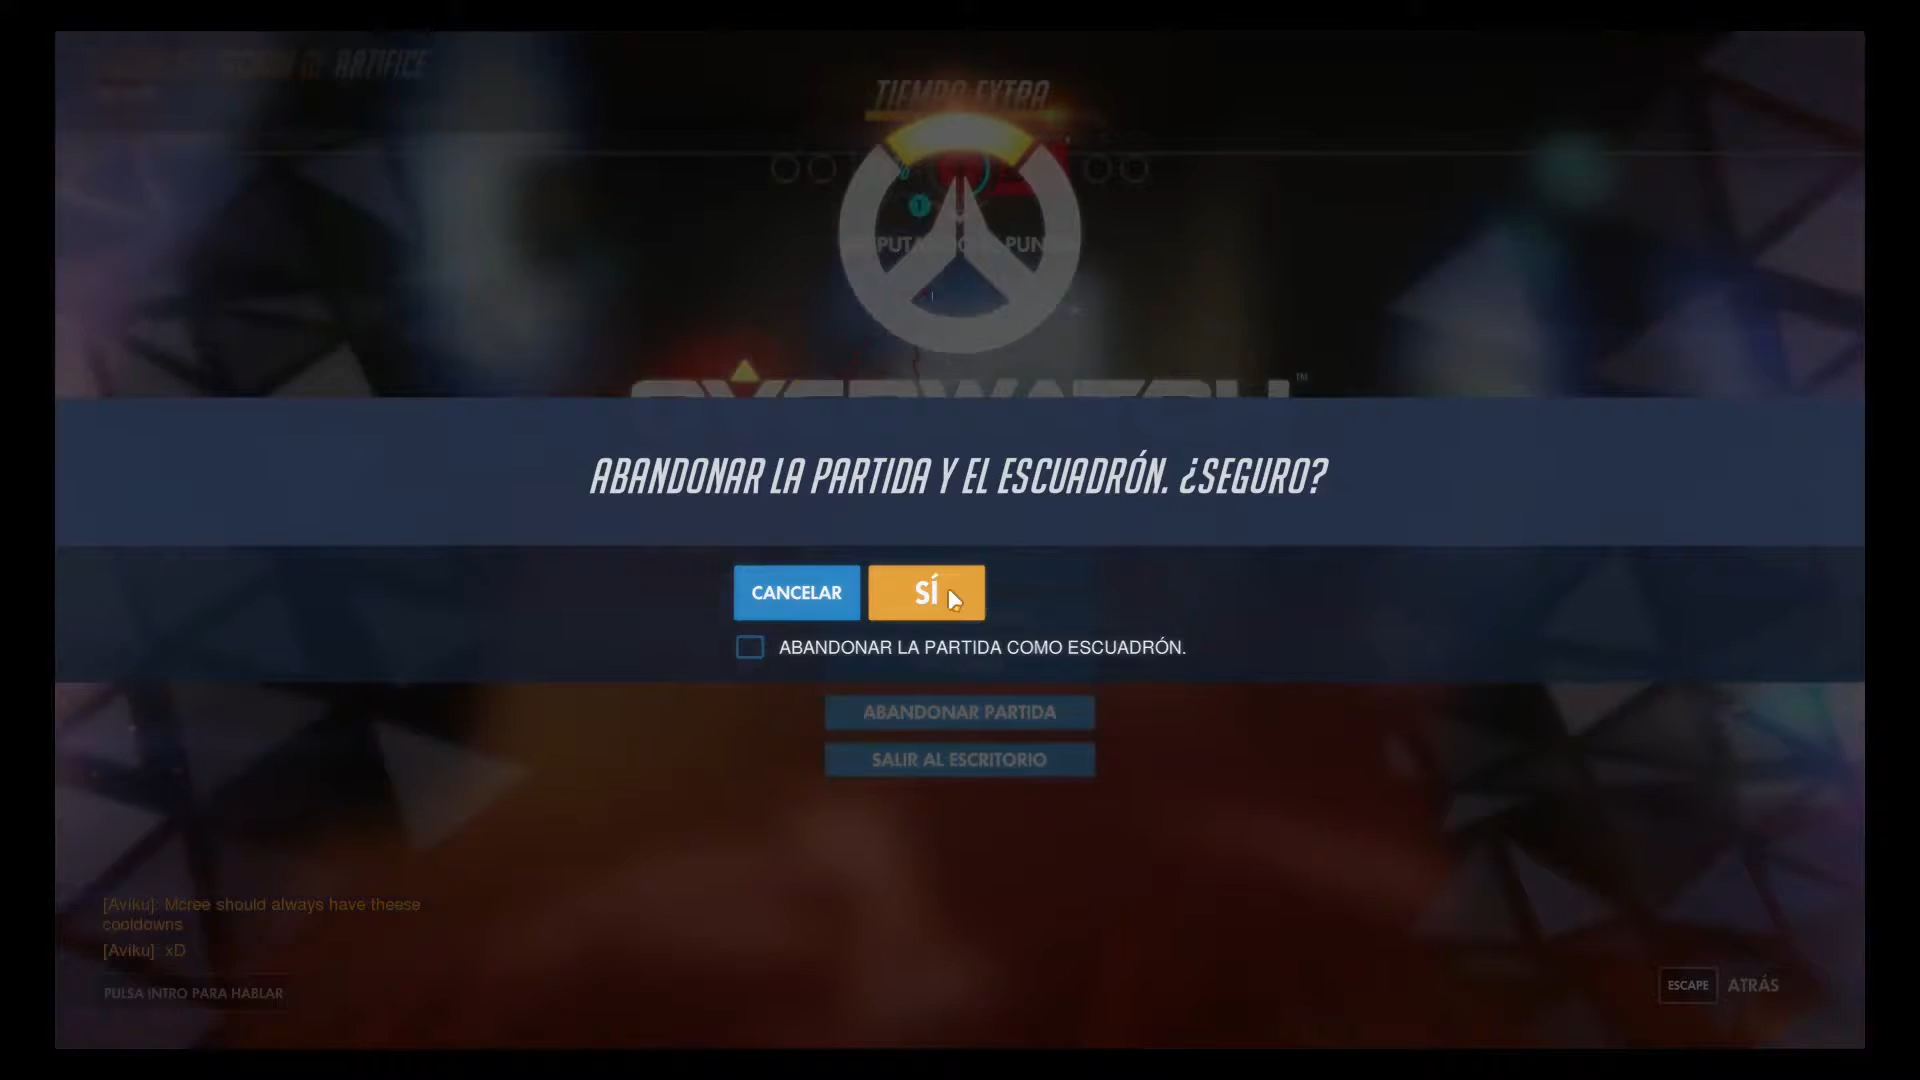 ARTIFICE
TIEMPO EXTRA
ABANDONAR LA PARTIDA Y EL ESCUADRÓN. ¿SEGURO?
CANCELAR SÍ
ABANDONAR LA PARTIDA COMO ESCUADRÓN.
ABANDONAR PARTIDA
SALIR AL ESCRITORIO
[Aviku]: Mcree should always have theese
cooldowns
[Aviku]: xD
PULSA INTRO PARA HABLAR
ESCAPE ATRÁS